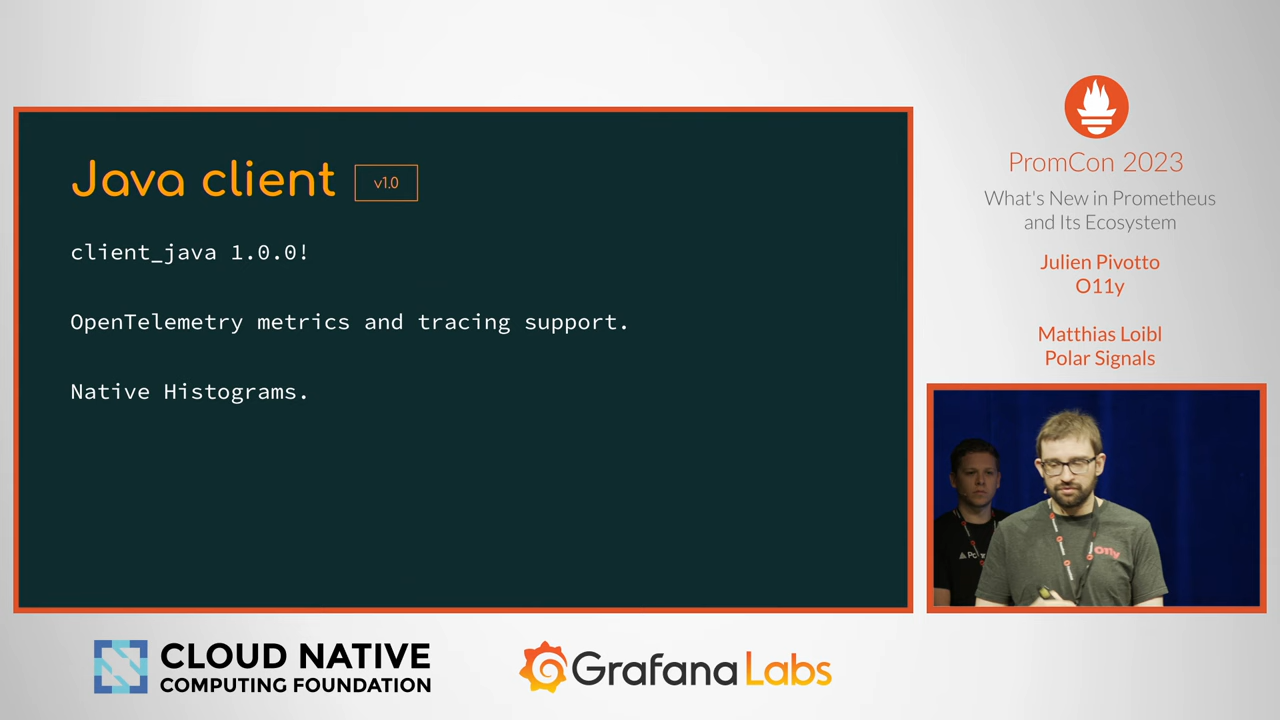 Java client v1.0
client_java 1.0.0!
OpenTelemetry metrics and tracing support.
Native Histograms.
PromCon 2023
What's New in Prometheus
and Its Ecosystem
Julien Pivotto
O11y
Matthias Loibl
Polar Signals
O11y
CLOUD NATIVE
COMPUTING FOUNDATION
Grafana Labs